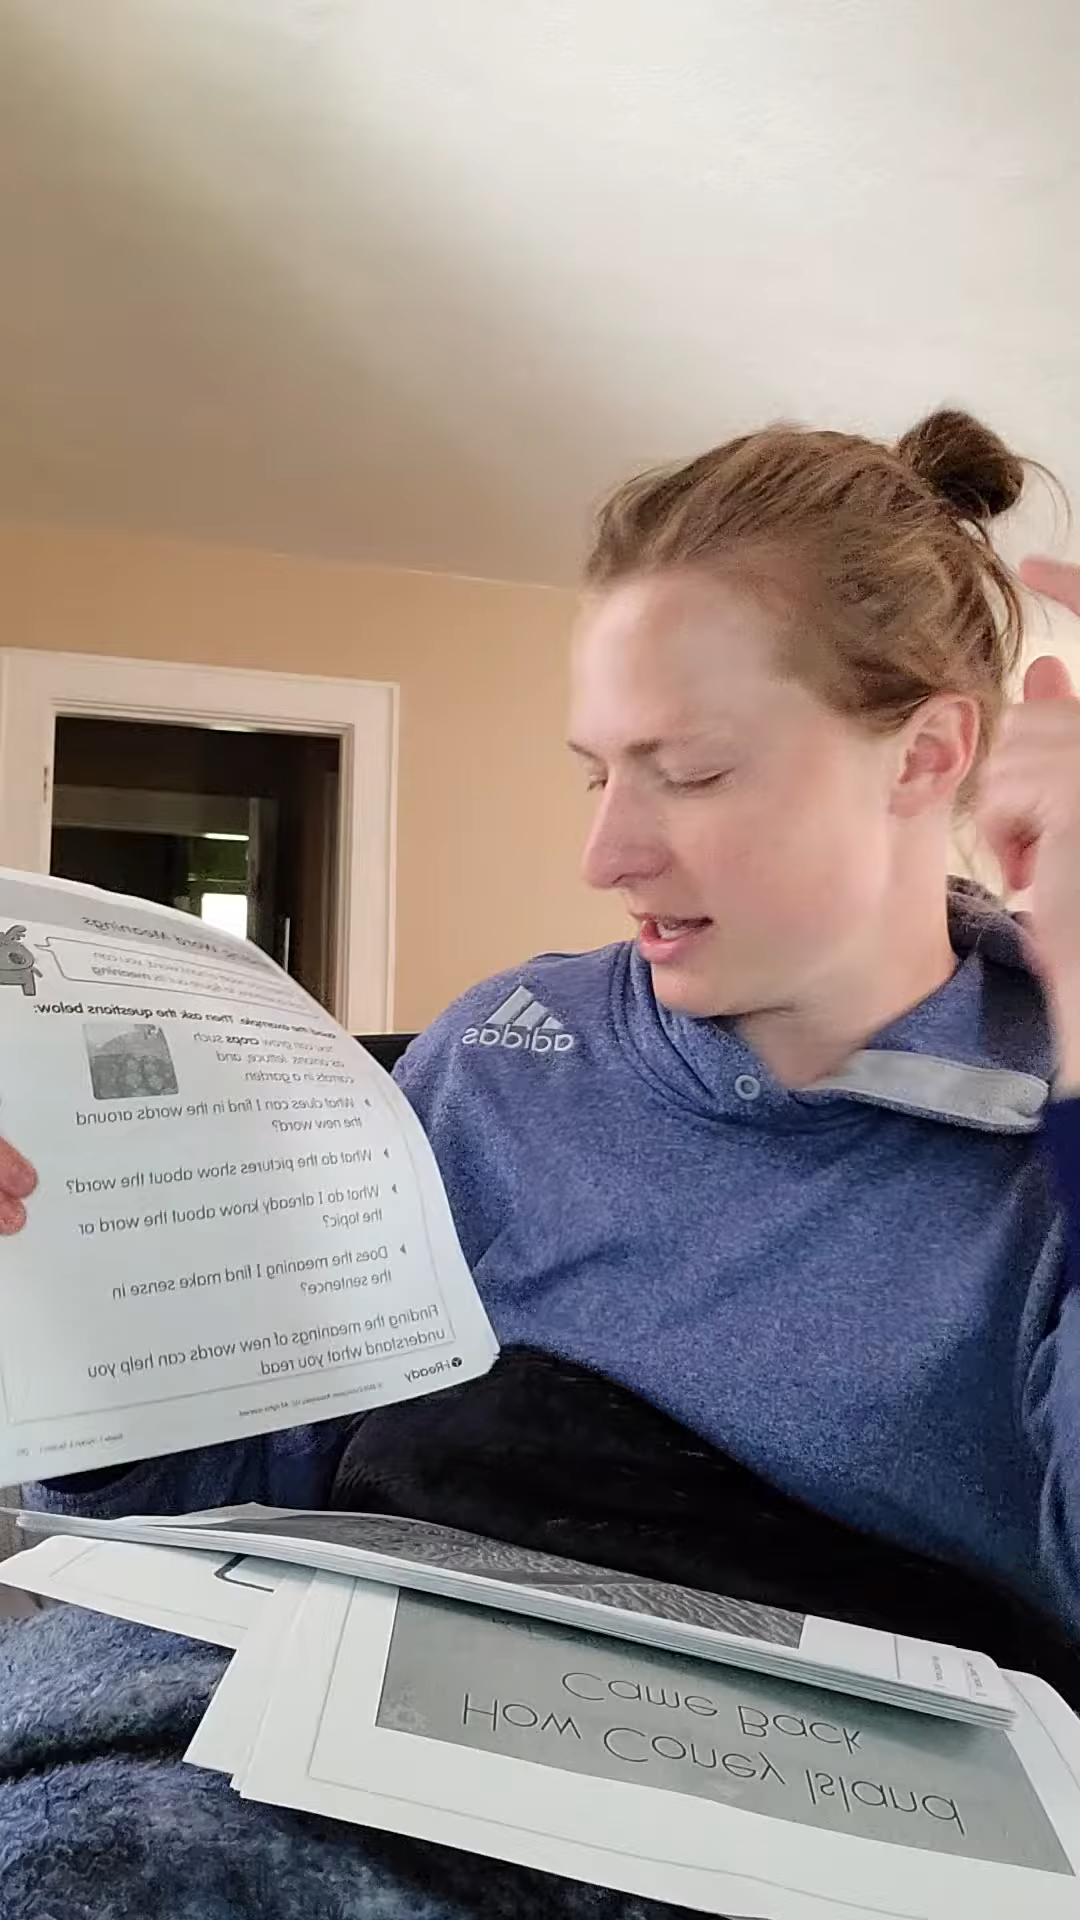 Word Meanings
Read the example. Then ask the questions below:
You can grow crops such
as onions, lettuce, and
carrots in a garden.
What clues can I find in the words around
the new word?
What do the pictures show about the word?
What do I already know about the word or
the topic?
Does the meaning I find make sense in
the sentence?
Finding the meanings of new words can help you
understand what you read.
i-Ready
adidas
How Coney Island
Came Back